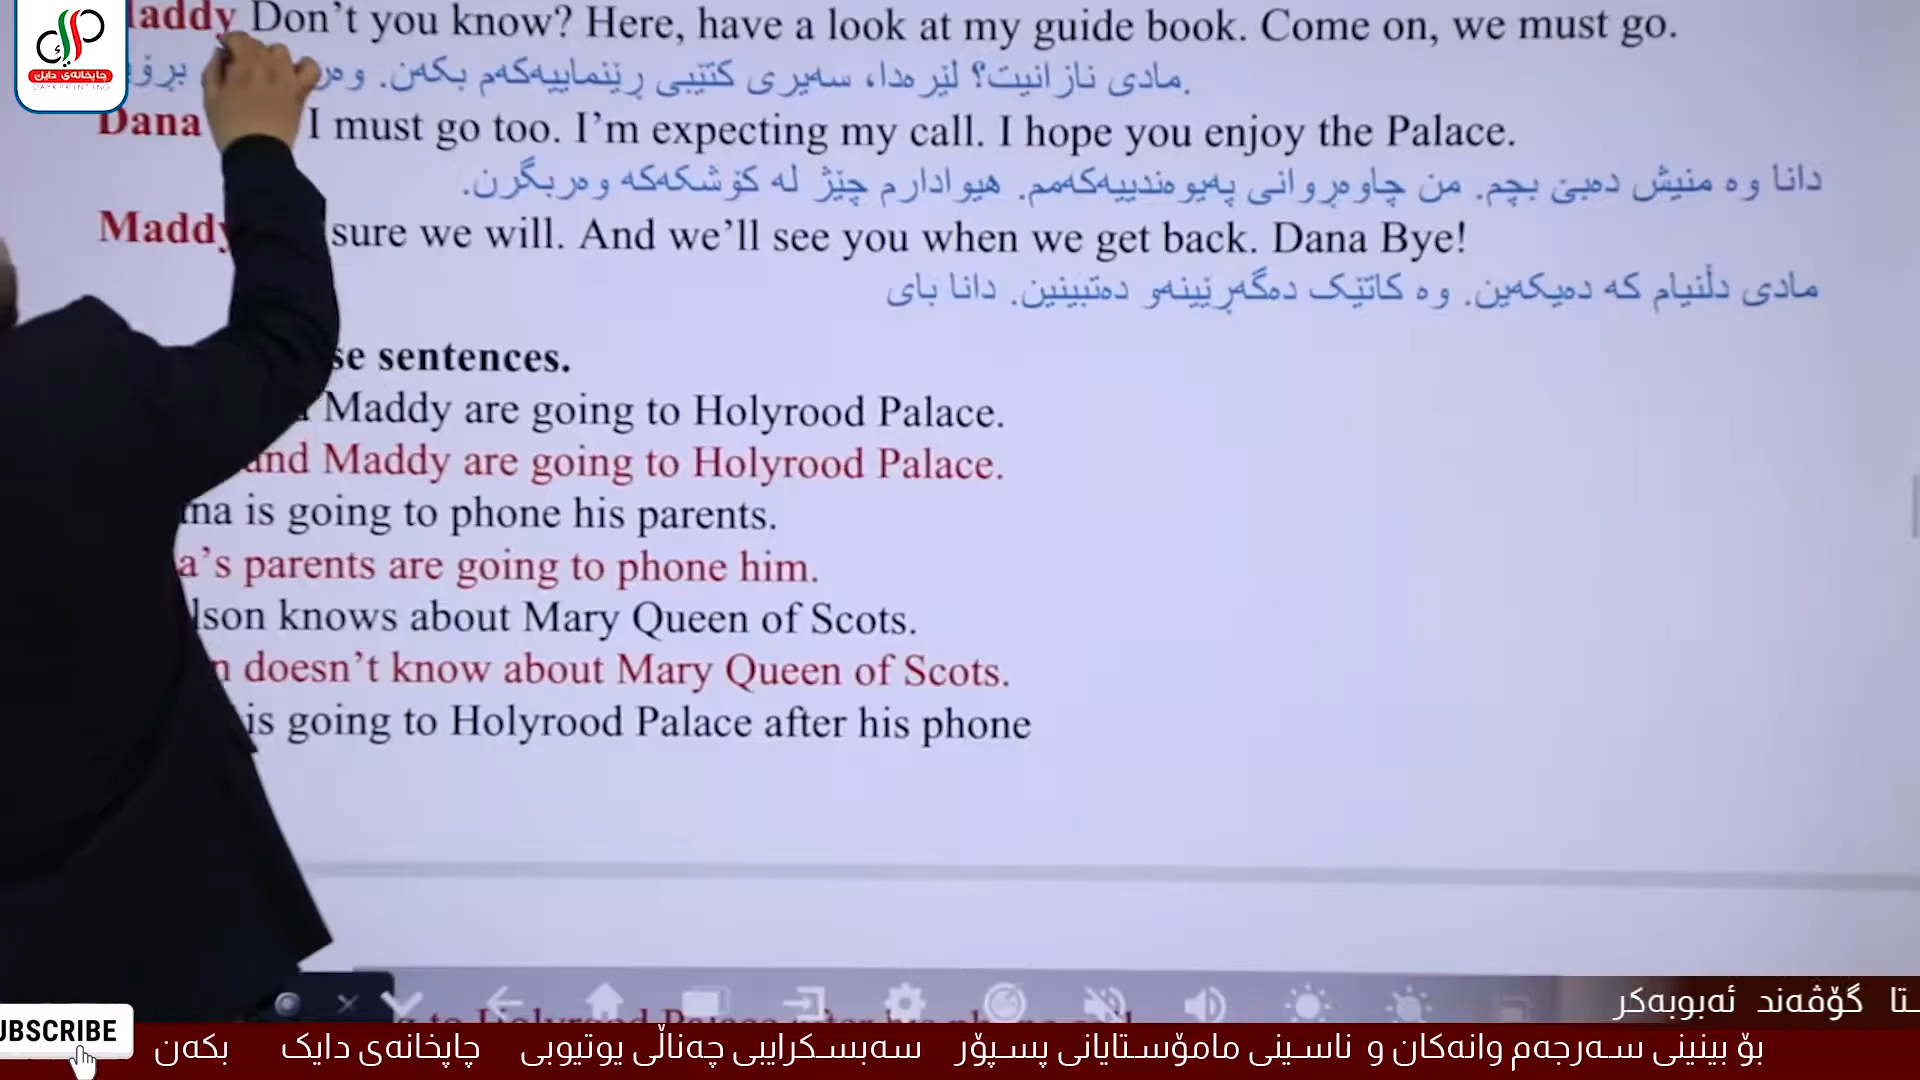 Maddy Don’t you know? Here, have a look at my guide book. Come on, we must go.
مادی نازانیت؟ لێرەدا، سەیری کتێبی ڕێنماییەکەم بکەن.
Dana I must go too. I’m expecting my call. I hope you enjoy the Palace.
دانا وە منیش دەبێ بچم. من چاوەڕوانی پەیوەندییەکەمم. هیوادارم چێژ لە کۆشکەکە وەربگرن.
Maddy sure we will. And we’ll see you when we get back. Dana Bye!
مادی دڵنیام کە دەیکەین. وە کاتێک دەگەڕێینەو دەتبینین. دانا بای
sentences.
Maddy are going to Holyrood Palace.
and Maddy are going to Holyrood Palace.
is going to phone his parents.
a’s parents are going to phone him.
lson knows about Mary Queen of Scots.
n doesn’t know about Mary Queen of Scots.
is going to Holyrood Palace after his phone
چاپخانەی دایک
DAYK PRINTING
گۆڤەند ئەبوبەکر
UBSCRIBE
بۆ بینینی سەرجەم وانەکان و ناسینی مامۆستایانی پسپۆر سەبسکرایبی چەناڵی یوتیوبی چاپخانەی دایک بکەن